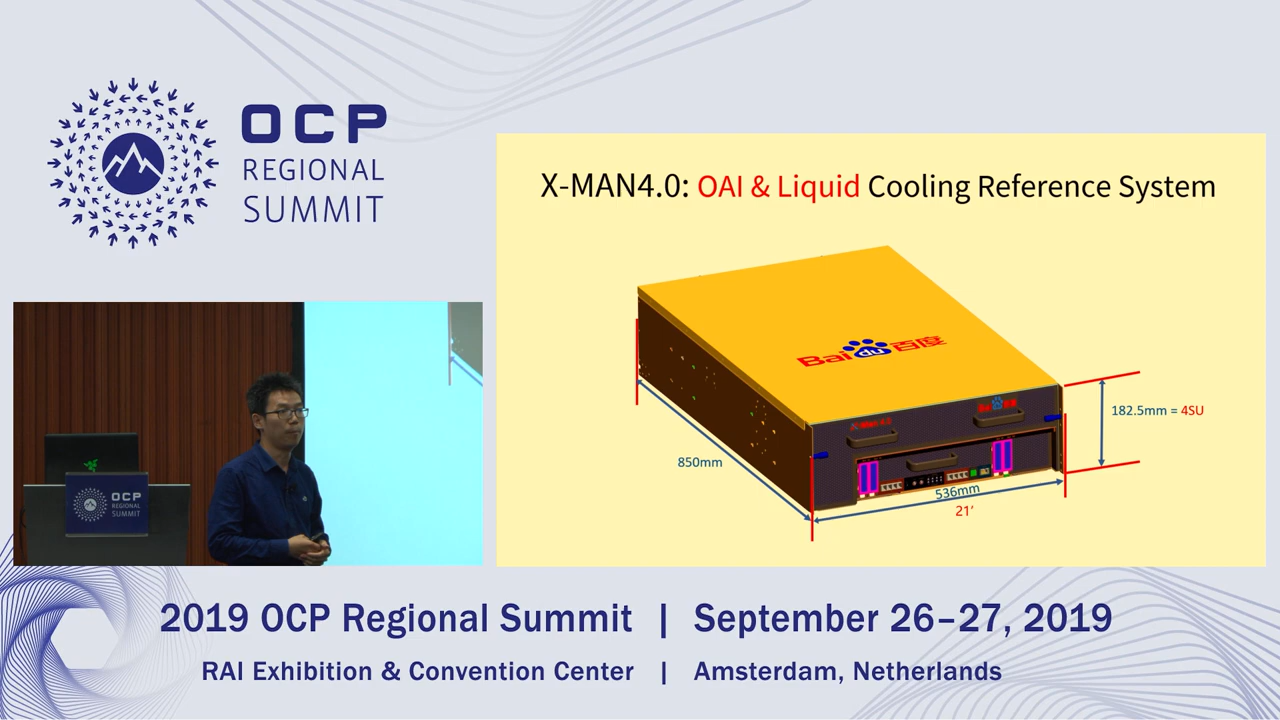 OCP
REGIONAL
SUMMIT
X-MAN4.0: OAI & Liquid Cooling Reference System
Bai du 百度
182.5mm = 4SU
850mm
536mm
21′
OCP
REGIONAL
SUMMIT
2019 OCP Regional Summit | September 26–27, 2019
RAI Exhibition & Convention Center | Amsterdam, Netherlands